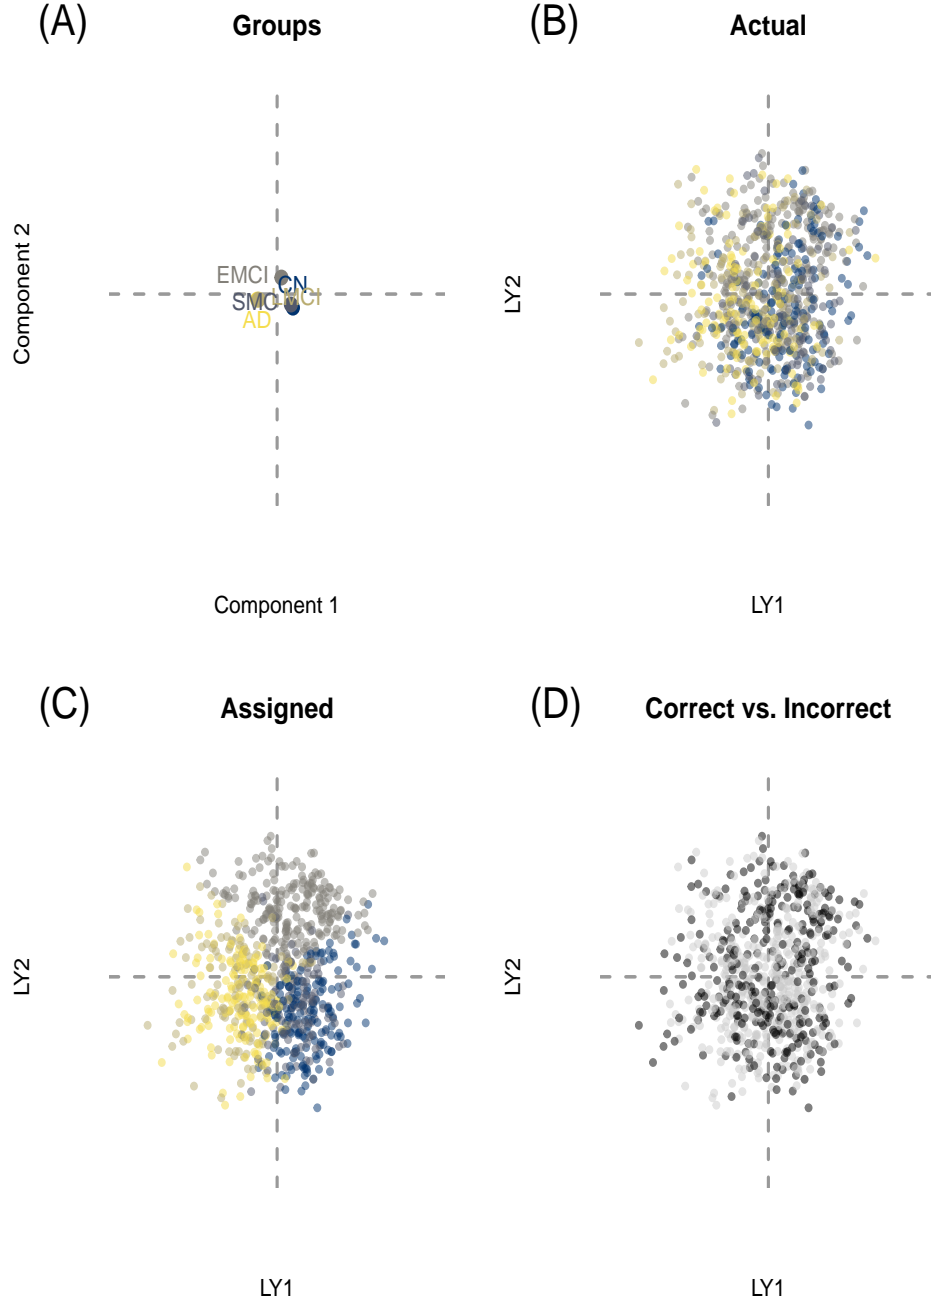 (A)
Groups
Component 2
EMCI
CN
SMC
LMCI
AD
Component 1
(B)
Actual
LY2
LY1
(C)
Assigned
LY2
LY1
(D)
Correct vs. Incorrect
LY2
LY1